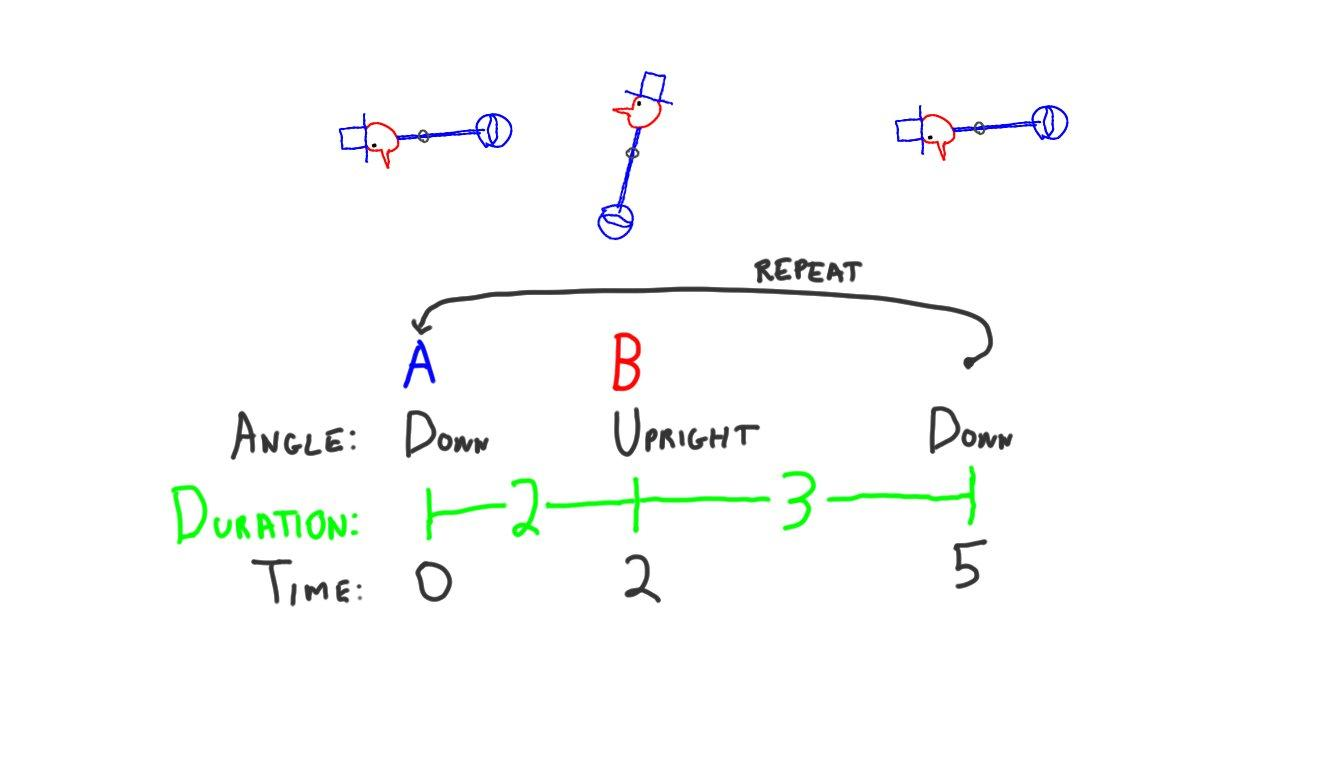 REPEAT
A B
ANGLE: DOWN UPRIGHT DOWN
DURATION: 2 3
TIME: 0 2 5